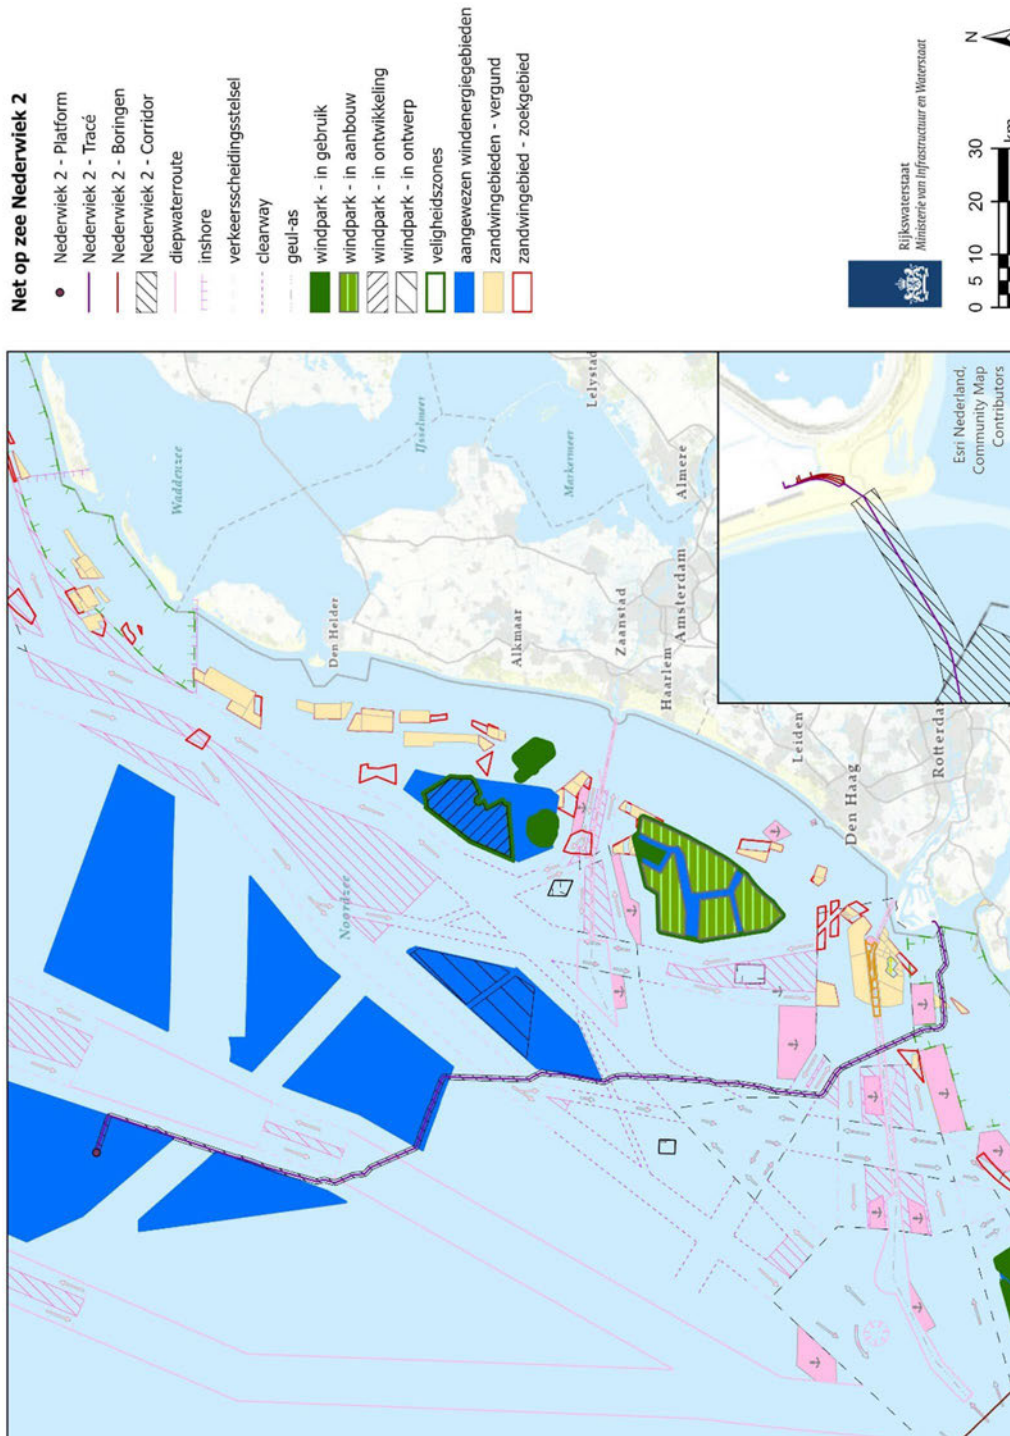 Net op zee Nederwiek 2
Nederwiek 2 - Platform
Nederwiek 2 - Tracé
Nederwiek 2 - Boringen
Nederwiek 2 - Corridor
diepwaterroute
inshore
verkeersscheidingsstelsel
clearway
geul-as
windpark - in gebruik
windpark - in aanbouw
windpark - in ontwikkeling
windpark - in ontwerp
veiligheidszones
aangewezen windenergiegebieden
zandwingebieden - vergund
zandwingebied - zoekgebied
Rijkswaterstaat
Ministerie van Infrastructuur en Waterstaat
N
0 5 10 20 30
km
Waddenzee
IJsselmeer
Markermeer
Lelystad
Almere
Den Helder
Alkmaar
Zaanstad
Amsterdam
Haarlem
Leiden
Den Haag
Rotterda
Noordzee
Esri Nederland,
Community Map
Contributors